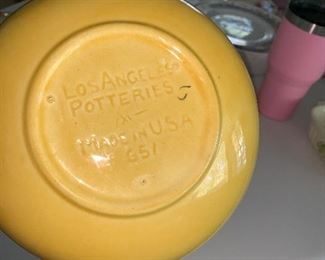 LOS ANGELES
POTTERIES
MADE IN USA
651